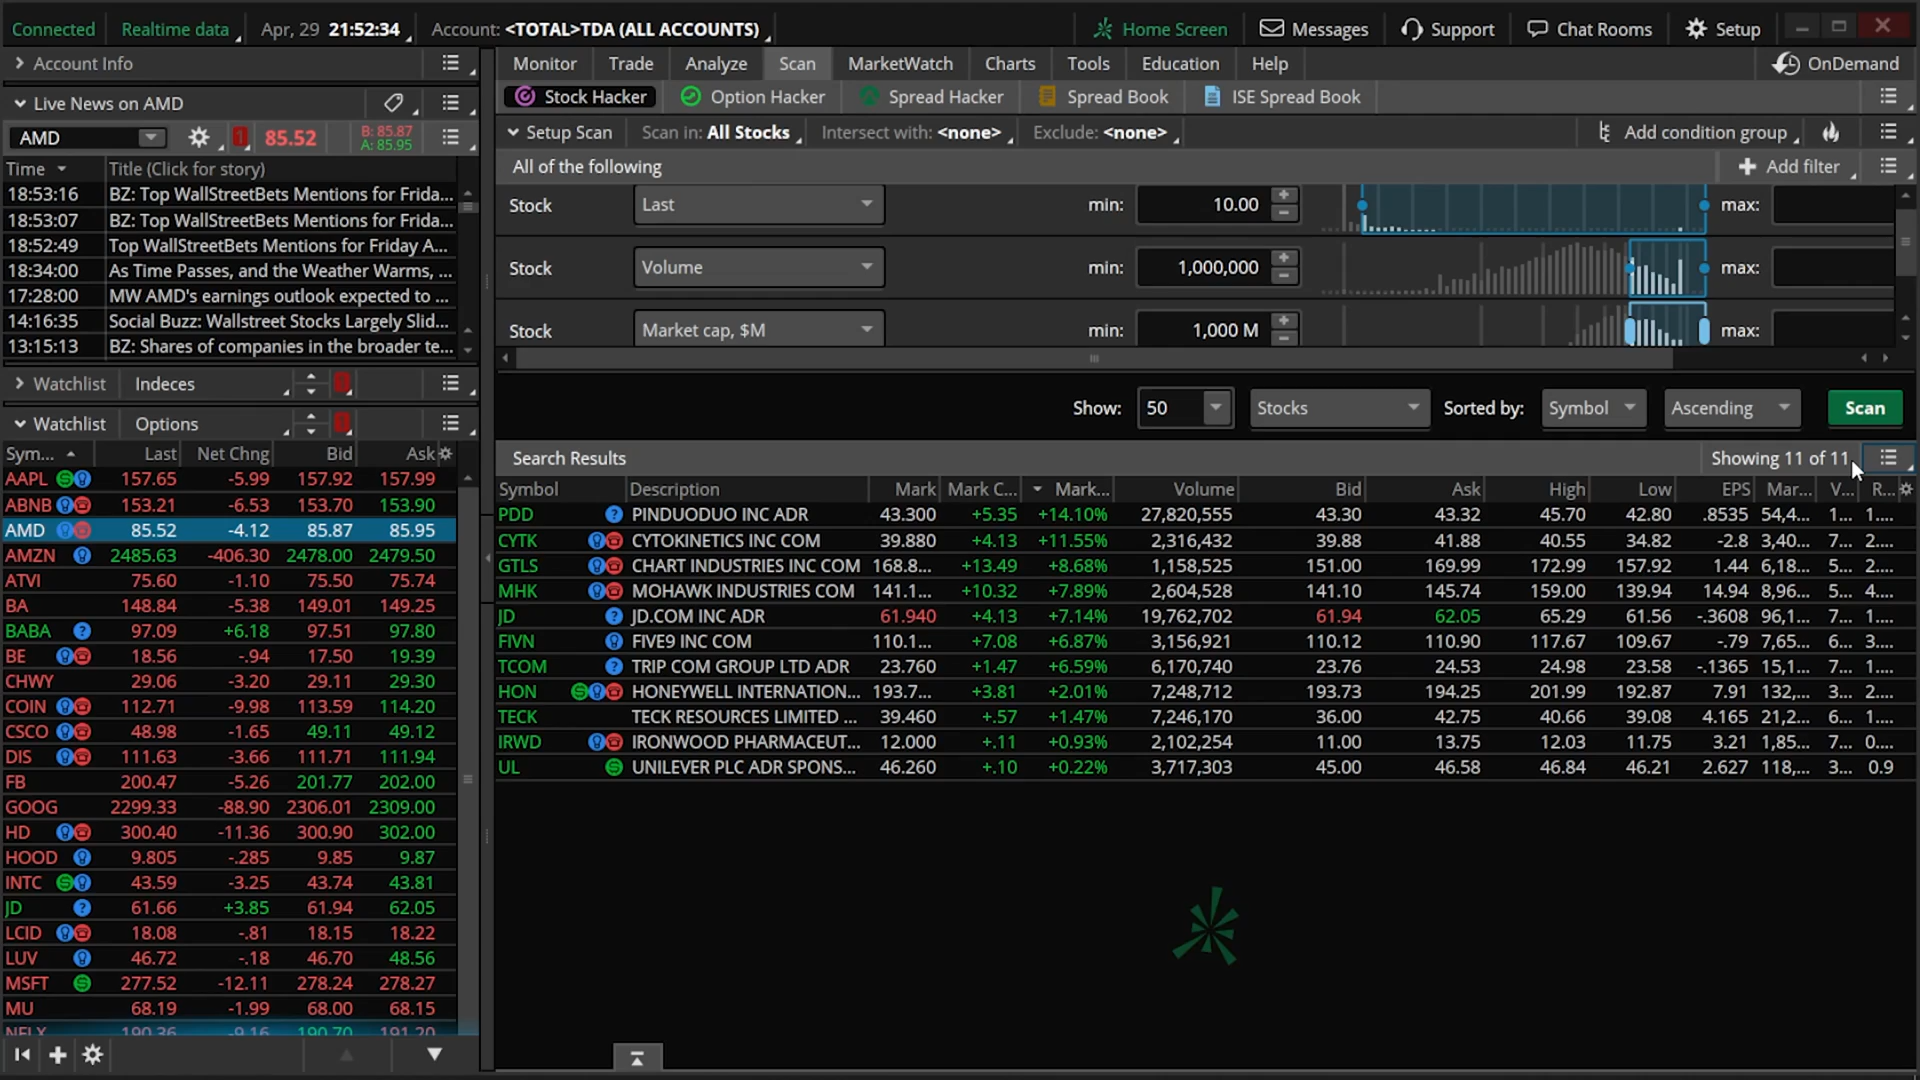 Connected Realtime data Apr, 29 21:52:34 Account: <TOTAL>TDA (ALL ACCOUNTS) Home Screen Messages Support Chat Rooms Setup
Account Info
Monitor Trade Analyze Scan MarketWatch Charts Tools Education Help OnDemand
Live News on AMD
Stock Hacker Option Hacker Spread Hacker Spread Book ISE Spread Book
AMD 1 85.52 B: 85.87 A: 85.95
Setup Scan Scan in: All Stocks Intersect with: <none> Exclude: <none> Add condition group
All of the following Add filter
Time Title (Click for story)
18:53:16 BZ: Top WallStreetBets Mentions for Frida...
18:53:07 BZ: Top WallStreetBets Mentions for Frida...
18:52:49 Top WallStreetBets Mentions for Friday A...
18:34:00 As Time Passes, and the Weather Warms, ...
17:28:00 MW AMD's earnings outlook expected to ...
14:16:35 Social Buzz: Wallstreet Stocks Largely Slid...
13:15:13 BZ: Shares of companies in the broader te...
Stock Last min: 10.00 max:
Stock Volume min: 1,000,000 max:
Stock Market cap, $M min: 1,000 M max:
Watchlist Indeces 1
Show: 50 Stocks Sorted by: Symbol Ascending Scan
Watchlist Options 1
Sym... Last Net Chng Bid Ask
AAPL 157.65 -5.99 157.92 157.99
ABNB 153.21 -6.53 153.70 153.90
AMD 85.52 -4.12 85.87 85.95
AMZN 2485.63 -406.30 2478.00 2479.50
ATVI 75.60 -1.10 75.50 75.74
BA 148.84 -5.38 149.01 149.25
BABA 97.09 +6.18 97.51 97.80
BE 18.56 -.94 17.50 19.39
CHWY 29.06 -3.20 29.11 29.30
COIN 112.71 -9.98 113.59 114.20
CSCO 48.98 -1.65 49.11 49.12
DIS 111.63 -3.66 111.71 111.94
FB 200.47 -5.26 201.77 202.00
GOOG 2299.33 -88.90 2306.01 2309.00
HD 300.40 -11.36 300.90 302.00
HOOD 9.805 -.285 9.85 9.87
INTC 43.59 -3.25 43.74 43.81
JD 61.66 +3.85 61.94 62.05
LCID 18.08 -.81 18.15 18.22
LUV 46.72 -.18 46.70 48.56
MSFT 277.52 -12.11 278.24 278.27
MU 68.19 -1.99 68.00 68.15
NFLX 190.36 -9.16 190.70 191.20
Search Results Showing 11 of 11
Symbol Description Mark Mark C... Mark... Volume Bid Ask High Low EPS Mar... V... R...
PDD PINDUODUO INC ADR 43.300 +5.35 +14.10% 27,820,555 43.30 43.32 45.70 42.80 .8535 54,4... 1... 1....
CYTK CYTOKINETICS INC COM 39.880 +4.13 +11.55% 2,316,432 39.88 41.88 40.55 34.82 -2.8 3,40... 7... 2....
GTLS CHART INDUSTRIES INC COM 168.8... +13.49 +8.68% 1,158,525 151.00 169.99 172.99 157.92 1.44 6,18... 5... 2....
MHK MOHAWK INDUSTRIES COM 141.1... +10.32 +7.89% 2,604,528 141.10 145.74 159.00 139.94 14.94 8,96... 5... 4....
JD JD.COM INC ADR 61.940 +4.13 +7.14% 19,762,702 61.94 62.05 65.29 61.56 -.3608 96,1... 7... 1....
FIVN FIVE9 INC COM 110.1... +7.08 +6.87% 3,156,921 110.12 110.90 117.67 109.67 -.79 7,65... 6... 3....
TCOM TRIP COM GROUP LTD ADR 23.760 +1.47 +6.59% 6,170,740 23.76 24.53 24.98 23.58 -.1365 15,1... 7... 1....
HON HONEYWELL INTERNATION... 193.7... +3.81 +2.01% 7,248,712 193.73 194.25 201.99 192.87 7.91 132,... 3... 2....
TECK TECK RESOURCES LIMITED ... 39.460 +.57 +1.47% 7,246,170 36.00 42.75 40.66 39.08 4.165 21,2... 6... 1....
IRWD IRONWOOD PHARMACEUT... 12.000 +.11 +0.93% 2,102,254 11.00 13.75 12.03 11.75 3.21 1,85... 7... 0....
UL UNILEVER PLC ADR SPONS... 46.260 +.10 +0.22% 3,717,303 45.00 46.58 46.84 46.21 2.627 118,... 3... 0.9